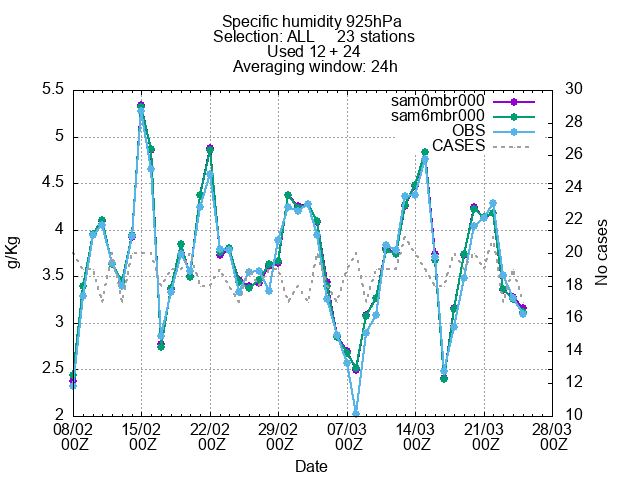 Specific humidity 925hPa
Selection: ALL 23 stations
Used 12 + 24
Averaging window: 24h
sam0mbr000
sam6mbr000
OBS
CASES
5.5
5
4.5
4
3.5
3
2.5
2
g/Kg
30
28
26
24
22
20
18
16
14
12
10
No cases
08/02 15/02 22/02 29/02 07/03 14/03 21/03 28/03
00Z 00Z 00Z 00Z 00Z 00Z 00Z 00Z
Date